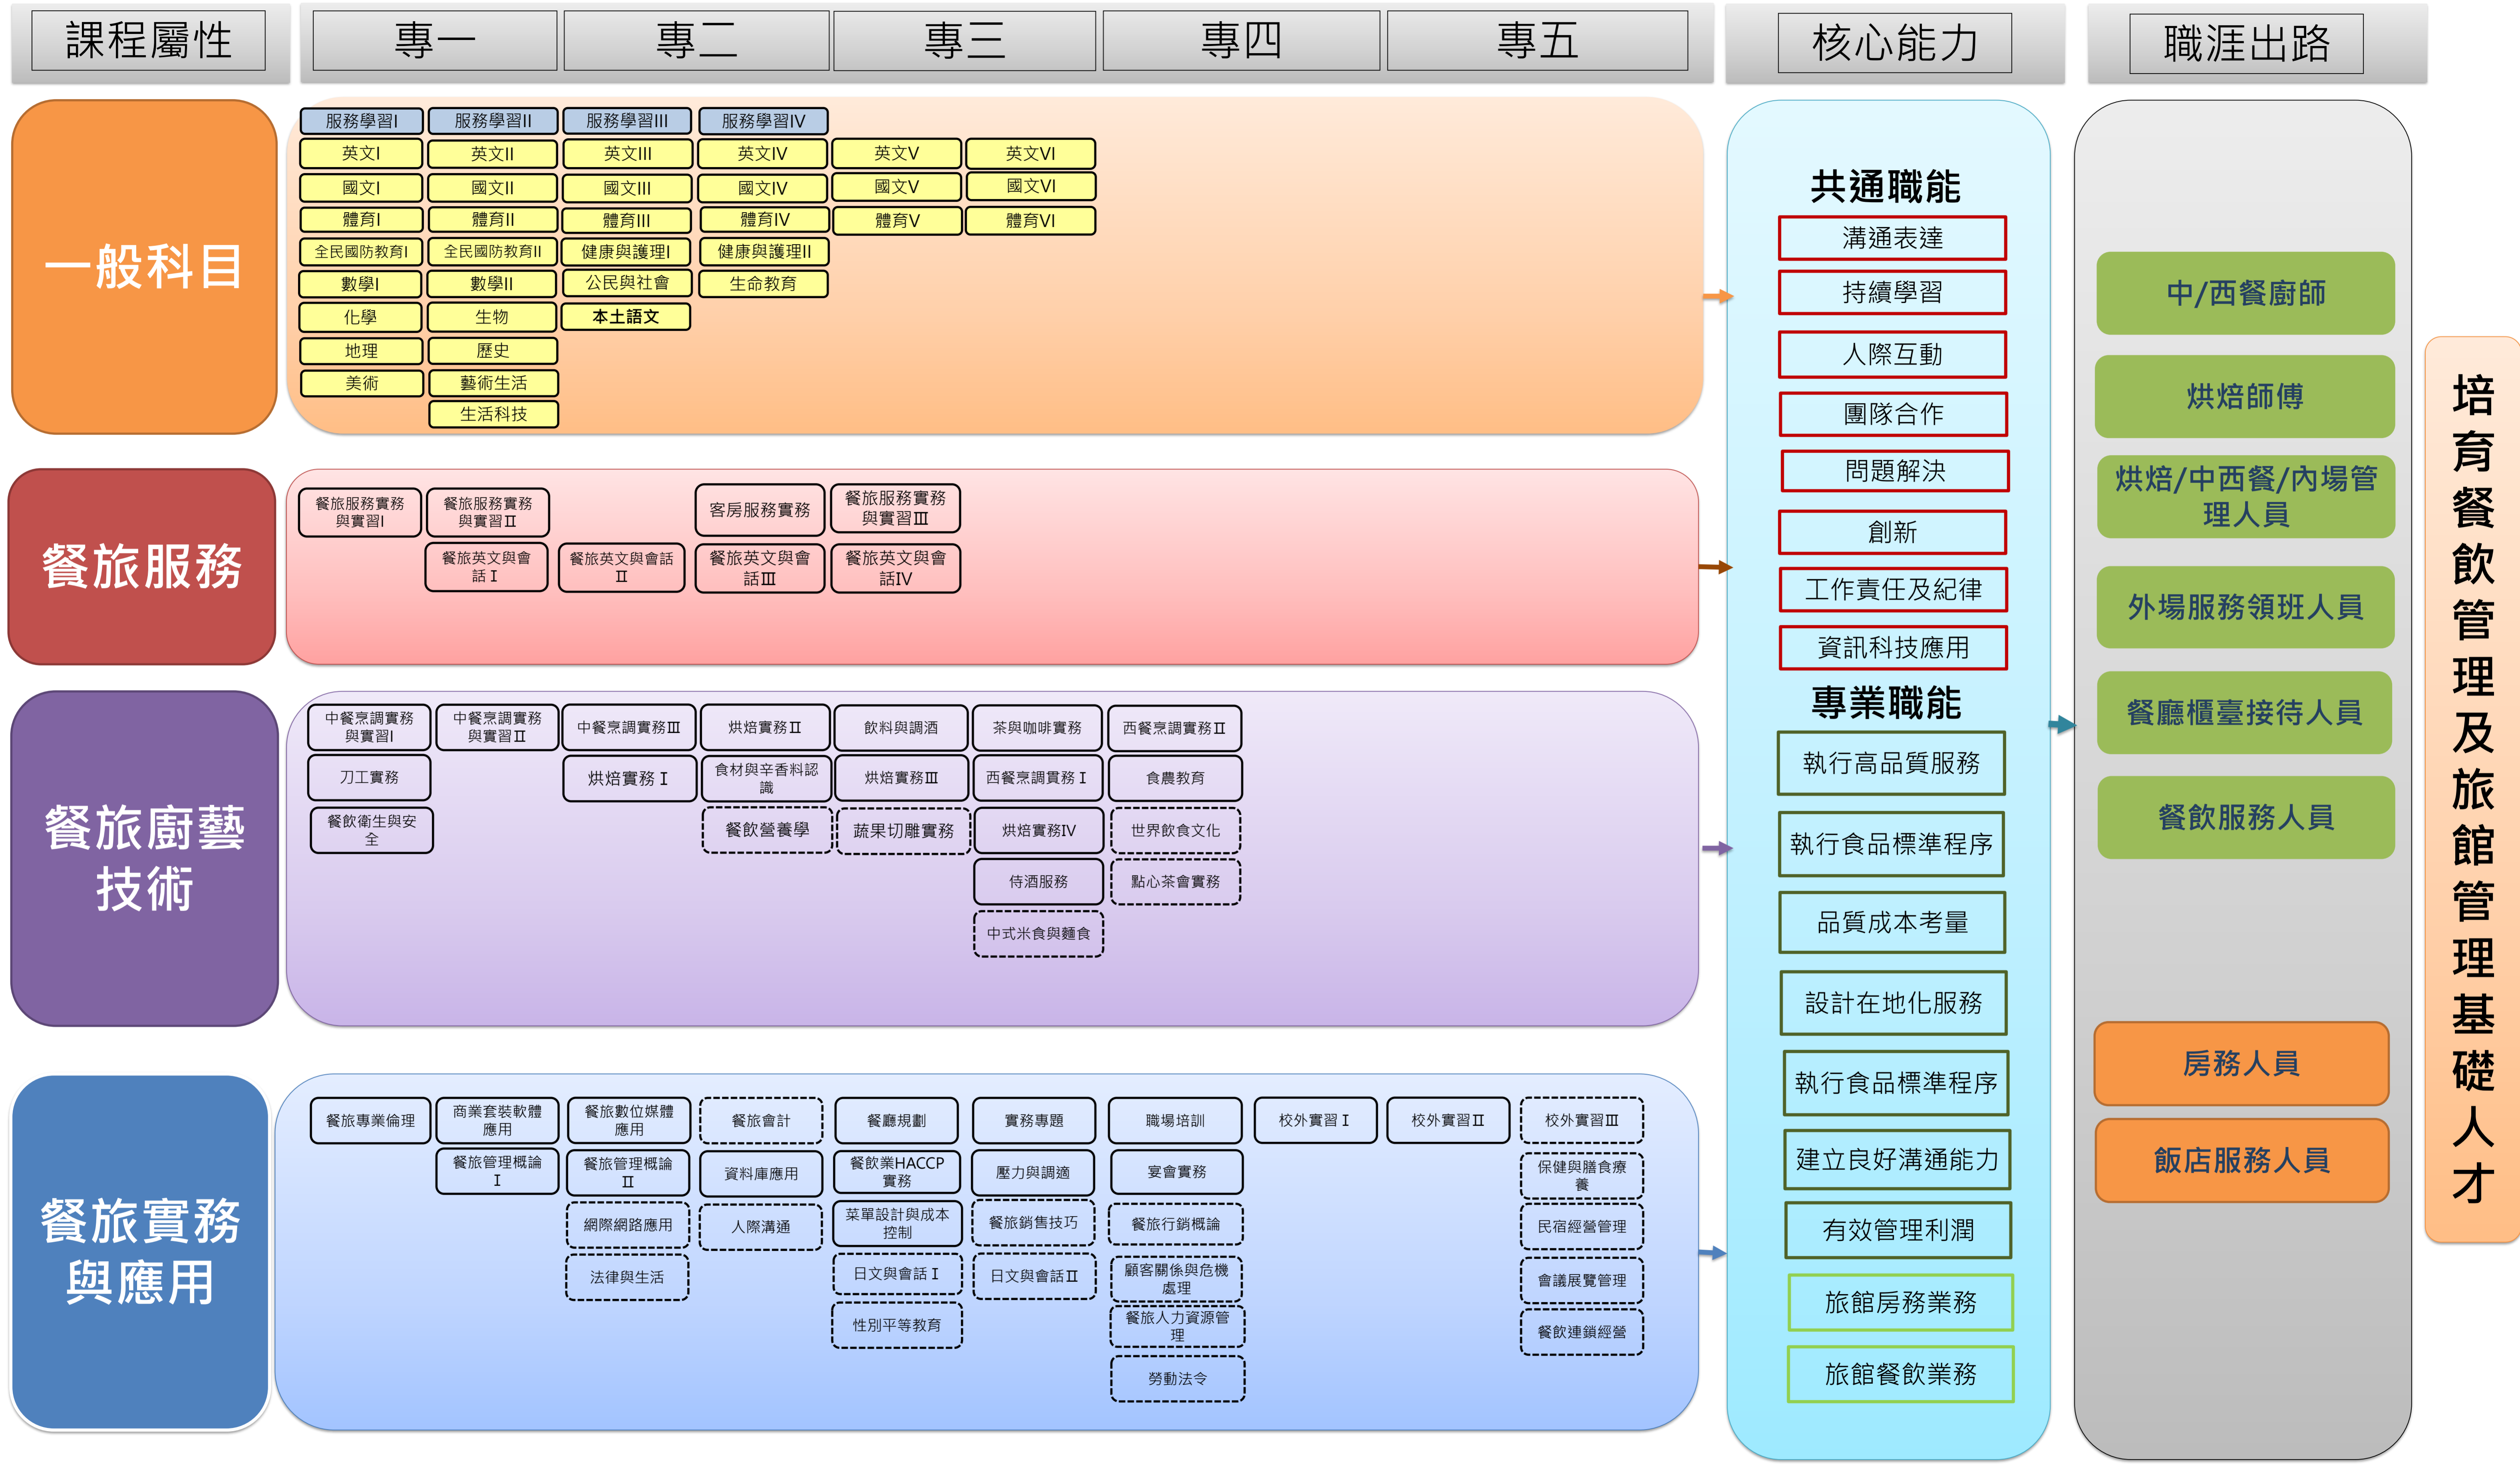 課程屬性
專一
專二
專三
專四
專五
核心能力
職涯出路
一般科目
服務學習I
服務學習II
服務學習III
服務學習IV
英文I
英文II
英文III
英文IV
英文V
英文VI
國文I
國文II
國文III
國文IV
國文V
國文VI
體育I
體育II
體育III
體育IV
體育V
體育VI
全民國防教育I
全民國防教育II
健康與護理I
健康與護理II
數學I
數學II
公民與社會
生命教育
化學
生物
本土語文
地理
歷史
美術
藝術生活
生活科技
餐旅服務
餐旅服務實務
與實習I
餐旅服務實務
與實習Ⅱ
客房服務實務
餐旅服務實務
與實習Ⅲ
餐旅英文與會
話Ⅰ
餐旅英文與會話
Ⅱ
餐旅英文與會
話Ⅲ
餐旅英文與會
話IV
餐旅廚藝
技術
中餐烹調實務
與實習I
中餐烹調實務
與實習Ⅱ
中餐烹調實務Ⅲ
烘焙實務Ⅱ
飲料與調酒
茶與咖啡實務
西餐烹調實務Ⅱ
刀工實務
烘焙實務Ⅰ
食材與辛香料認
識
烘焙實務Ⅲ
西餐烹調實務Ⅰ
食農教育
餐飲衛生與安
全
餐飲營養學
蔬果切雕實務
烘焙實務IV
世界飲食文化
侍酒服務
點心茶會實務
中式米食與麵食
餐旅實務
與應用
餐旅專業倫理
商業套裝軟體
應用
餐旅數位媒體
應用
餐旅會計
餐廳規劃
實務專題
職場培訓
校外實習Ⅰ
校外實習Ⅱ
校外實習Ⅲ
餐旅管理概論
Ⅰ
餐旅管理概論
Ⅱ
資料庫應用
餐飲業HACCP
實務
壓力與調適
宴會實務
保健與膳食療
養
網際網路應用
人際溝通
菜單設計與成本
控制
餐旅銷售技巧
餐旅行銷概論
民宿經營管理
法律與生活
日文與會話Ⅰ
日文與會話Ⅱ
顧客關係與危機
處理
會議展覽管理
性別平等教育
餐旅人力資源管
理
餐飲連鎖經營
勞動法令
共通職能
溝通表達
持續學習
人際互動
團隊合作
問題解決
創新
工作責任及紀律
資訊科技應用
專業職能
執行高品質服務
執行食品標準程序
品質成本考量
設計在地化服務
執行食品標準程序
建立良好溝通能力
有效管理利潤
旅館房務業務
旅館餐飲業務
中/西餐廚師
烘焙師傅
烘焙/中西餐/內場管
理人員
外場服務領班人員
餐廳櫃臺接待人員
餐飲服務人員
房務人員
飯店服務人員
培育餐飲管理及旅館管理基礎人才